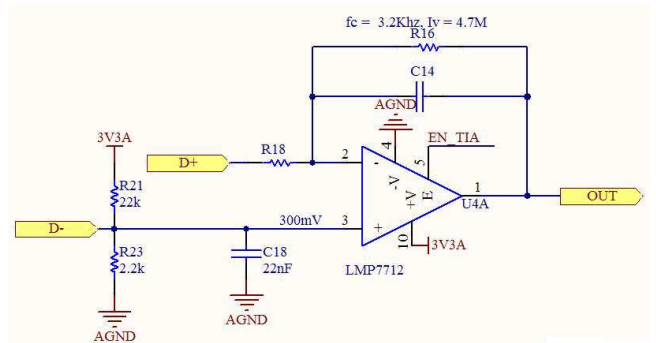 fc = 3.2Khz, Iv = 4.7M
R16
C14
AGND
3V3A
R18
EN_TIA
D+
2
-
4
-V
5
E
1
U4A
OUT
R21
22k
D-
300mV
3
+
+V
10
3V3A
R23
2.2k
C18
22nF
LMP7712
AGND
AGND